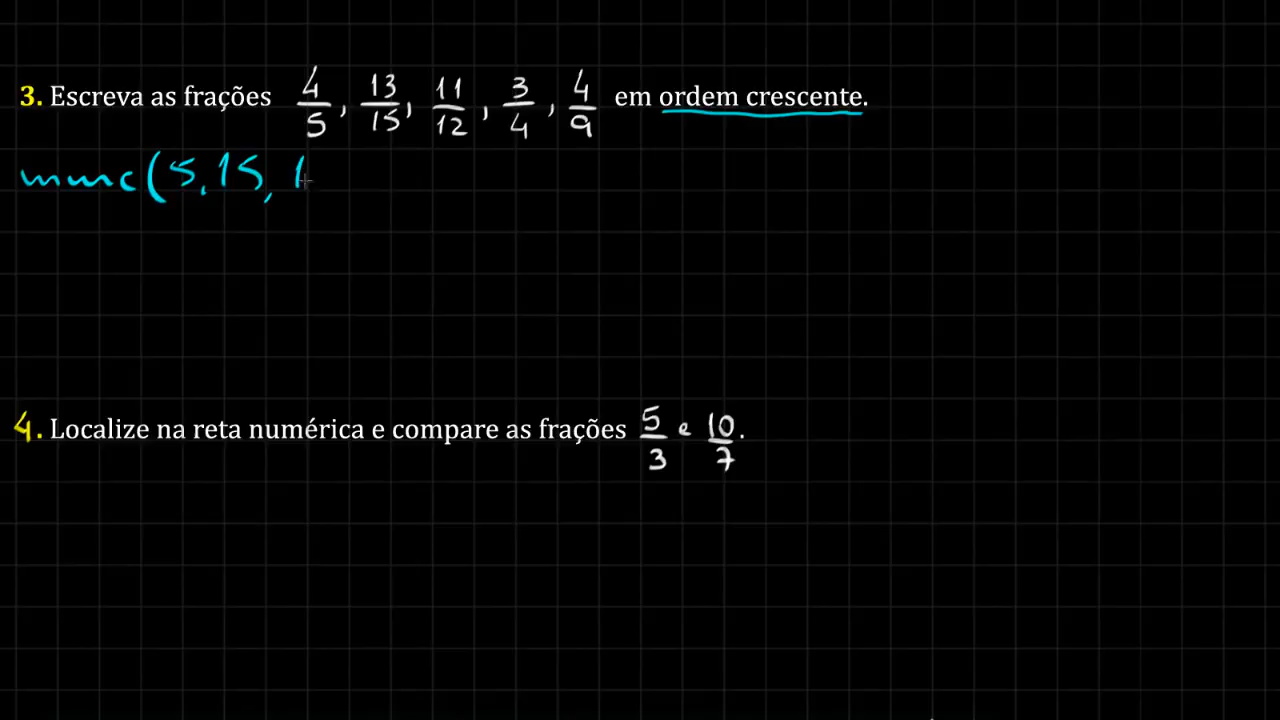 3. Escreva as frações 4/5, 13/15, 11/12, 3/4, 4/9 em ordem crescente.
mmc(5, 15, 1
4. Localize na reta numérica e compare as frações 5/3 e 10/7.